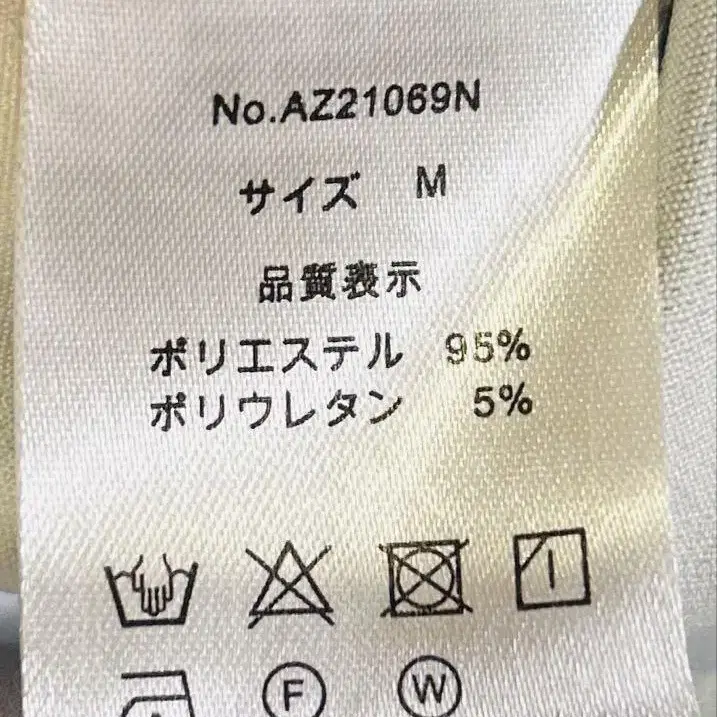 No.AZ21069N
サイズ M
品質表示
ポリエステル 95%
ポリウレタン 5%
F W